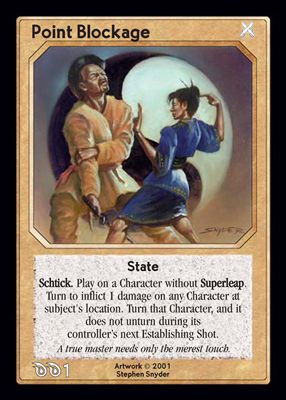 Point Blockage
SNYDER
State
Schtick. Play on a Character without Superleap.
Turn to inflict 1 damage on any Character at
subject's location. Turn that Character, and it
does not unturn during its
controller's next Establishing Shot.
A true master needs only the merest touch.
1
Artwork © 2001
Stephen Snyder